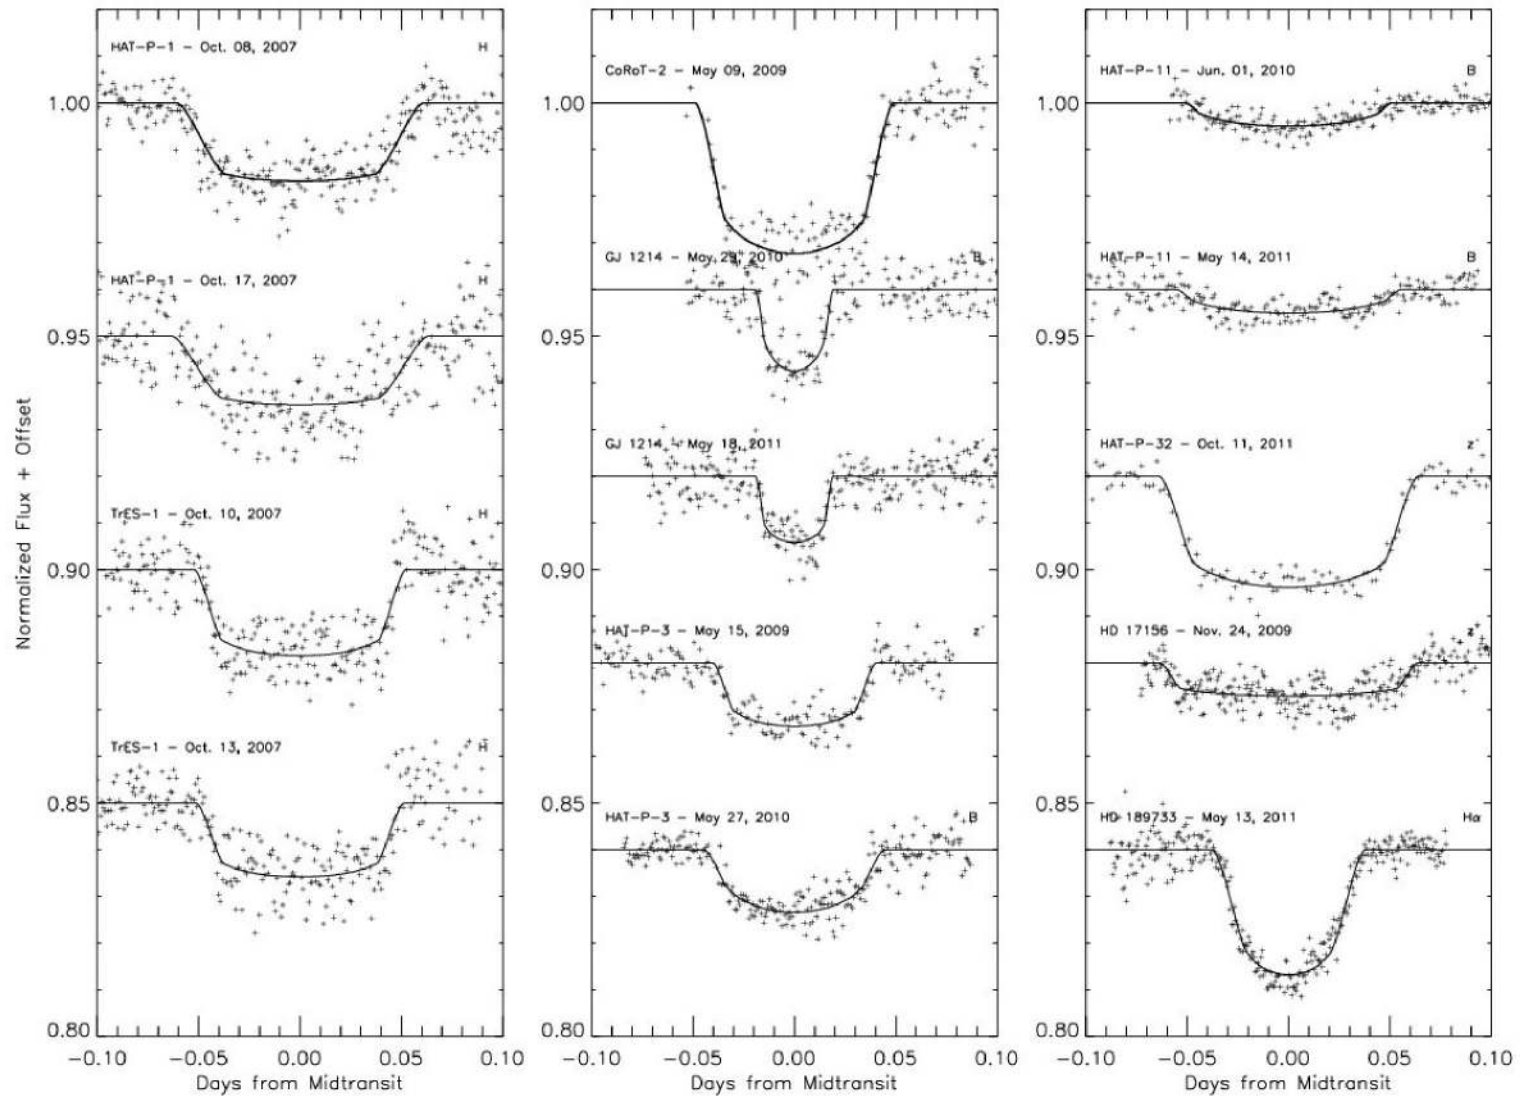 HAT-P-1 - Oct. 08, 2007 H
HAT-P-1 - Oct. 17, 2007 H
TrES-1 - Oct. 10, 2007 H
TrES-1 - Oct. 13, 2007 H
1.00
0.95
0.90
0.85
0.80
Normalized Flux + Offset
-0.10 -0.05 0.00 0.05 0.10
Days from Midtransit
CoRoT-2 - May 09, 2009
GJ 1214 - May 29, 2010 B
GJ 1214 - May 18, 2011 z'
HAT-P-3 - May 15, 2009 z'
HAT-P-3 - May 27, 2010 B
1.00
0.95
0.90
0.85
0.80
-0.10 -0.05 0.00 0.05 0.10
Days from Midtransit
HAT-P-11 - Jun. 01, 2010 B
HAT-P-11 - May 14, 2011 B
HAT-P-32 - Oct. 11, 2011 z'
HD 17156 - Nov. 24, 2009 z'
HD 189733 - May 13, 2011 Hα
1.00
0.95
0.90
0.85
0.80
-0.10 -0.05 0.00 0.05 0.10
Days from Midtransit